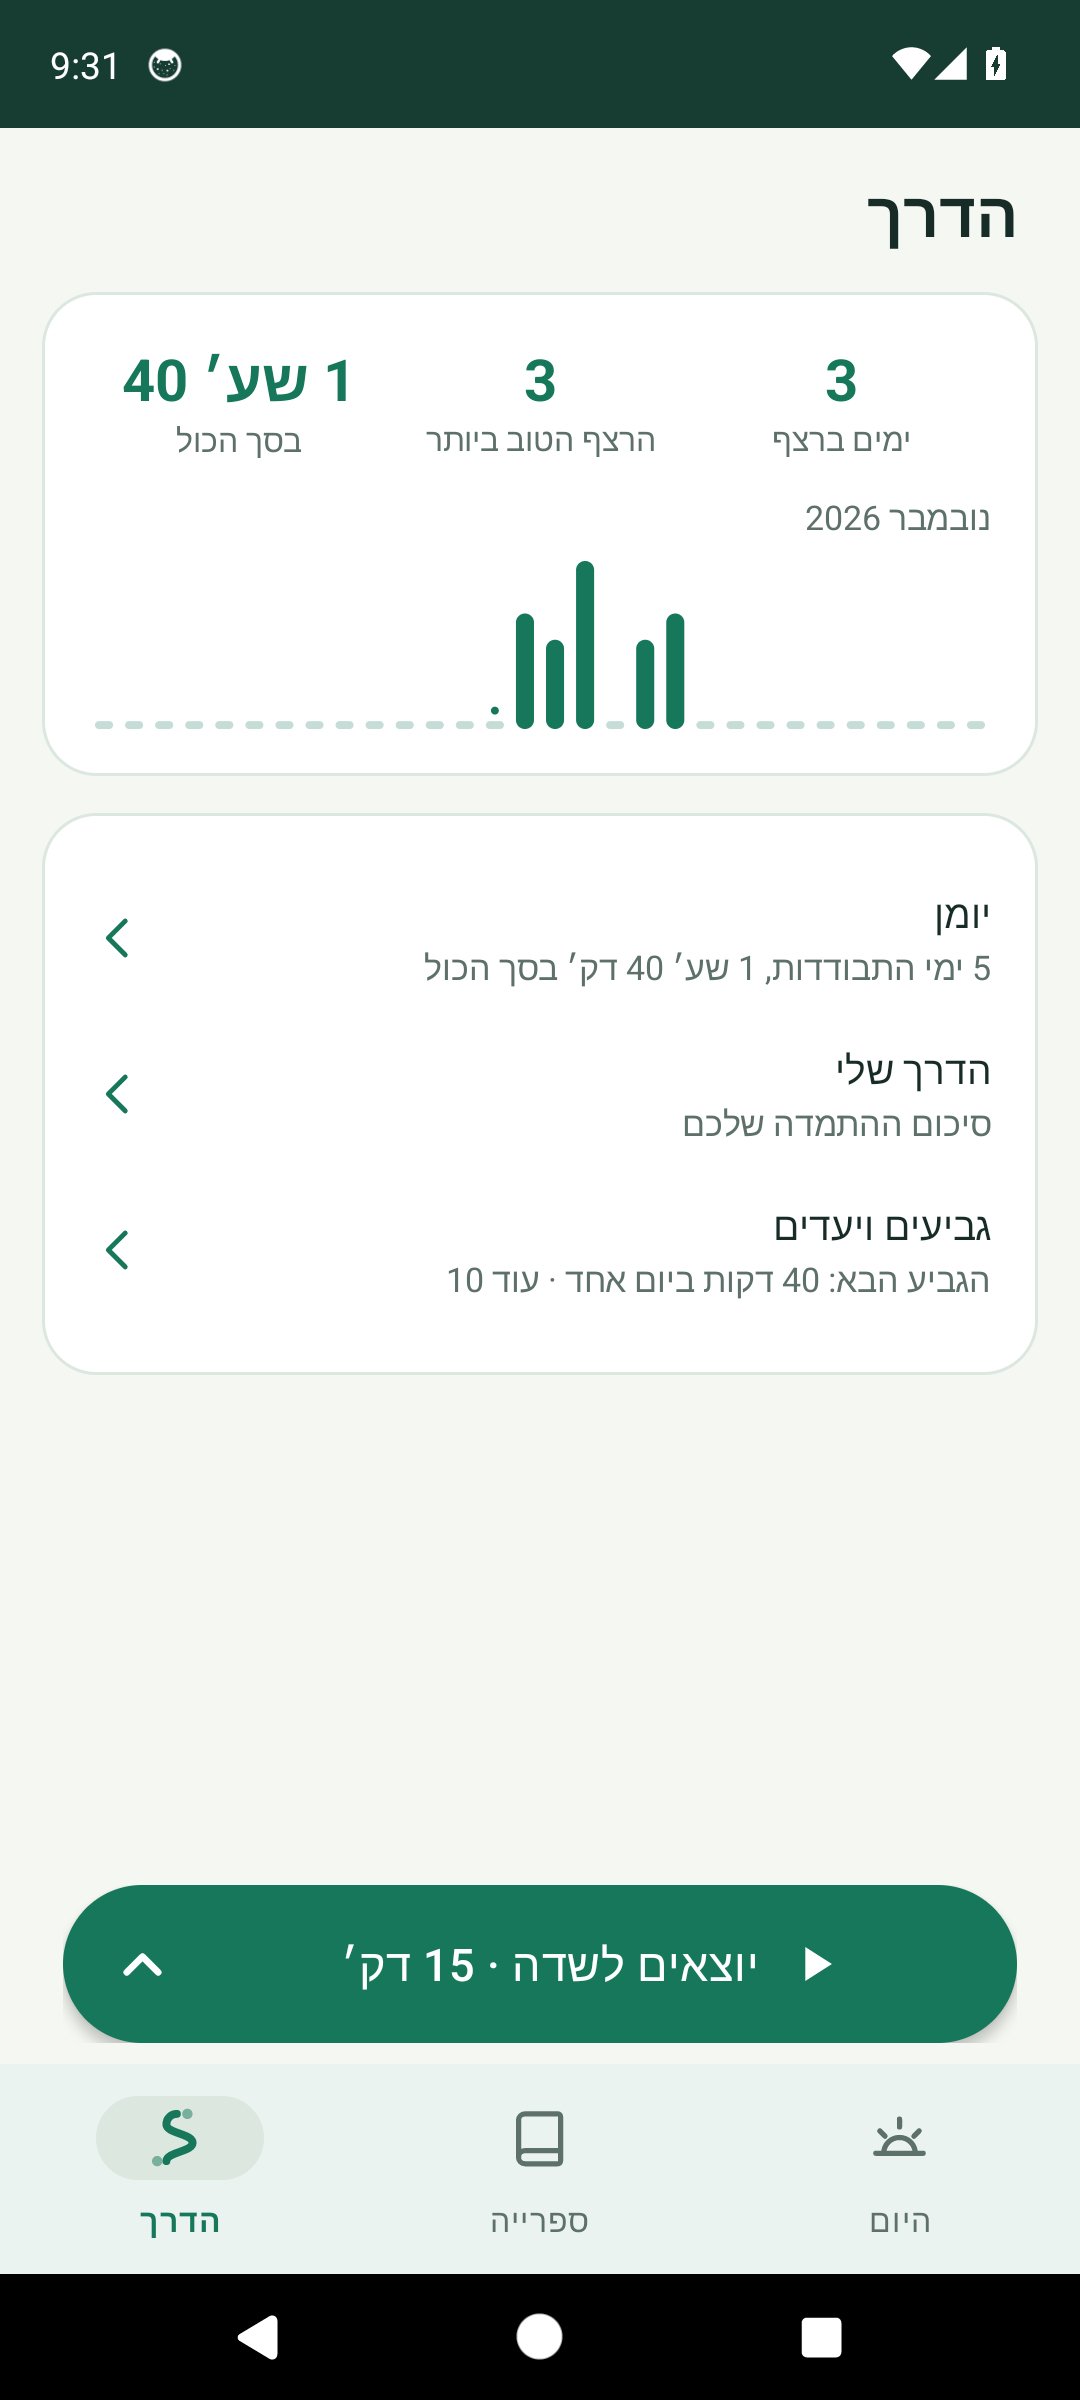 9:31
הדרך
3
ימים ברצף
3
הרצף הטוב ביותר
1 שע׳ 40
בסך הכול
נובמבר 2026
יומן
5 ימי התבודדות, 1 שע׳ 40 דק׳ בסך הכול
הדרך שלי
סיכום ההתמדה שלכם
גביעים ויעדים
הגביע הבא: 40 דקות ביום אחד · עוד 10
יוצאים לשדה · 15 דק׳
היום
ספרייה
הדרך